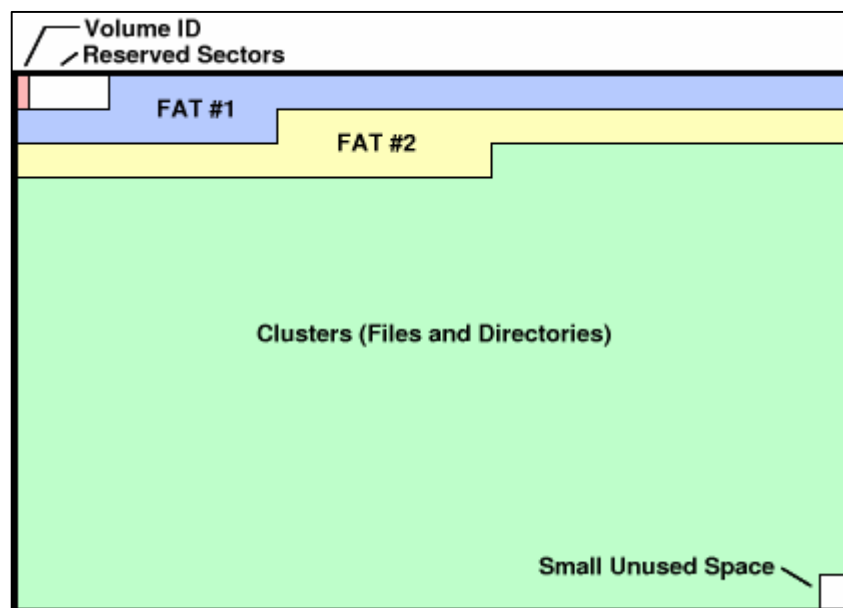 Volume ID
Reserved Sectors
FAT #1
FAT #2
Clusters (Files and Directories)
Small Unused Space